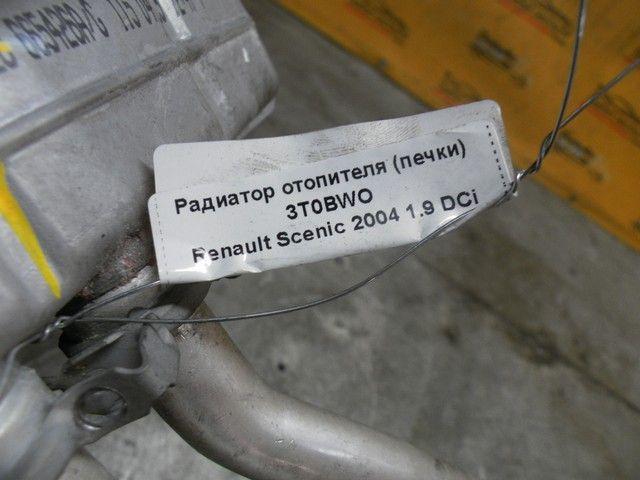 Радиатор отопителя (печки)
3T0BWO
Renault Scenic 2004 1.9 DCi